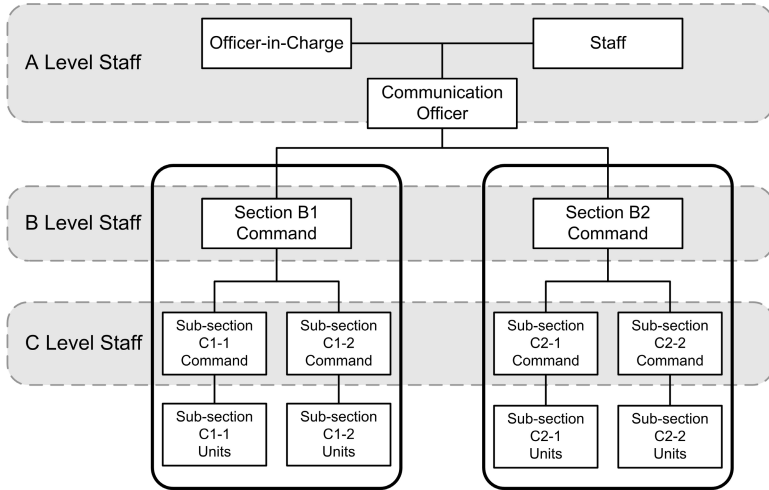 A Level Staff
Officer-in-Charge
Staff
Communication
Officer
B Level Staff
Section B1
Command
Section B2
Command
C Level Staff
Sub-section
C1-1
Command
Sub-section
C1-2
Command
Sub-section
C2-1
Command
Sub-section
C2-2
Command
Sub-section
C1-1
Units
Sub-section
C1-2
Units
Sub-section
C2-1
Units
Sub-section
C2-2
Units